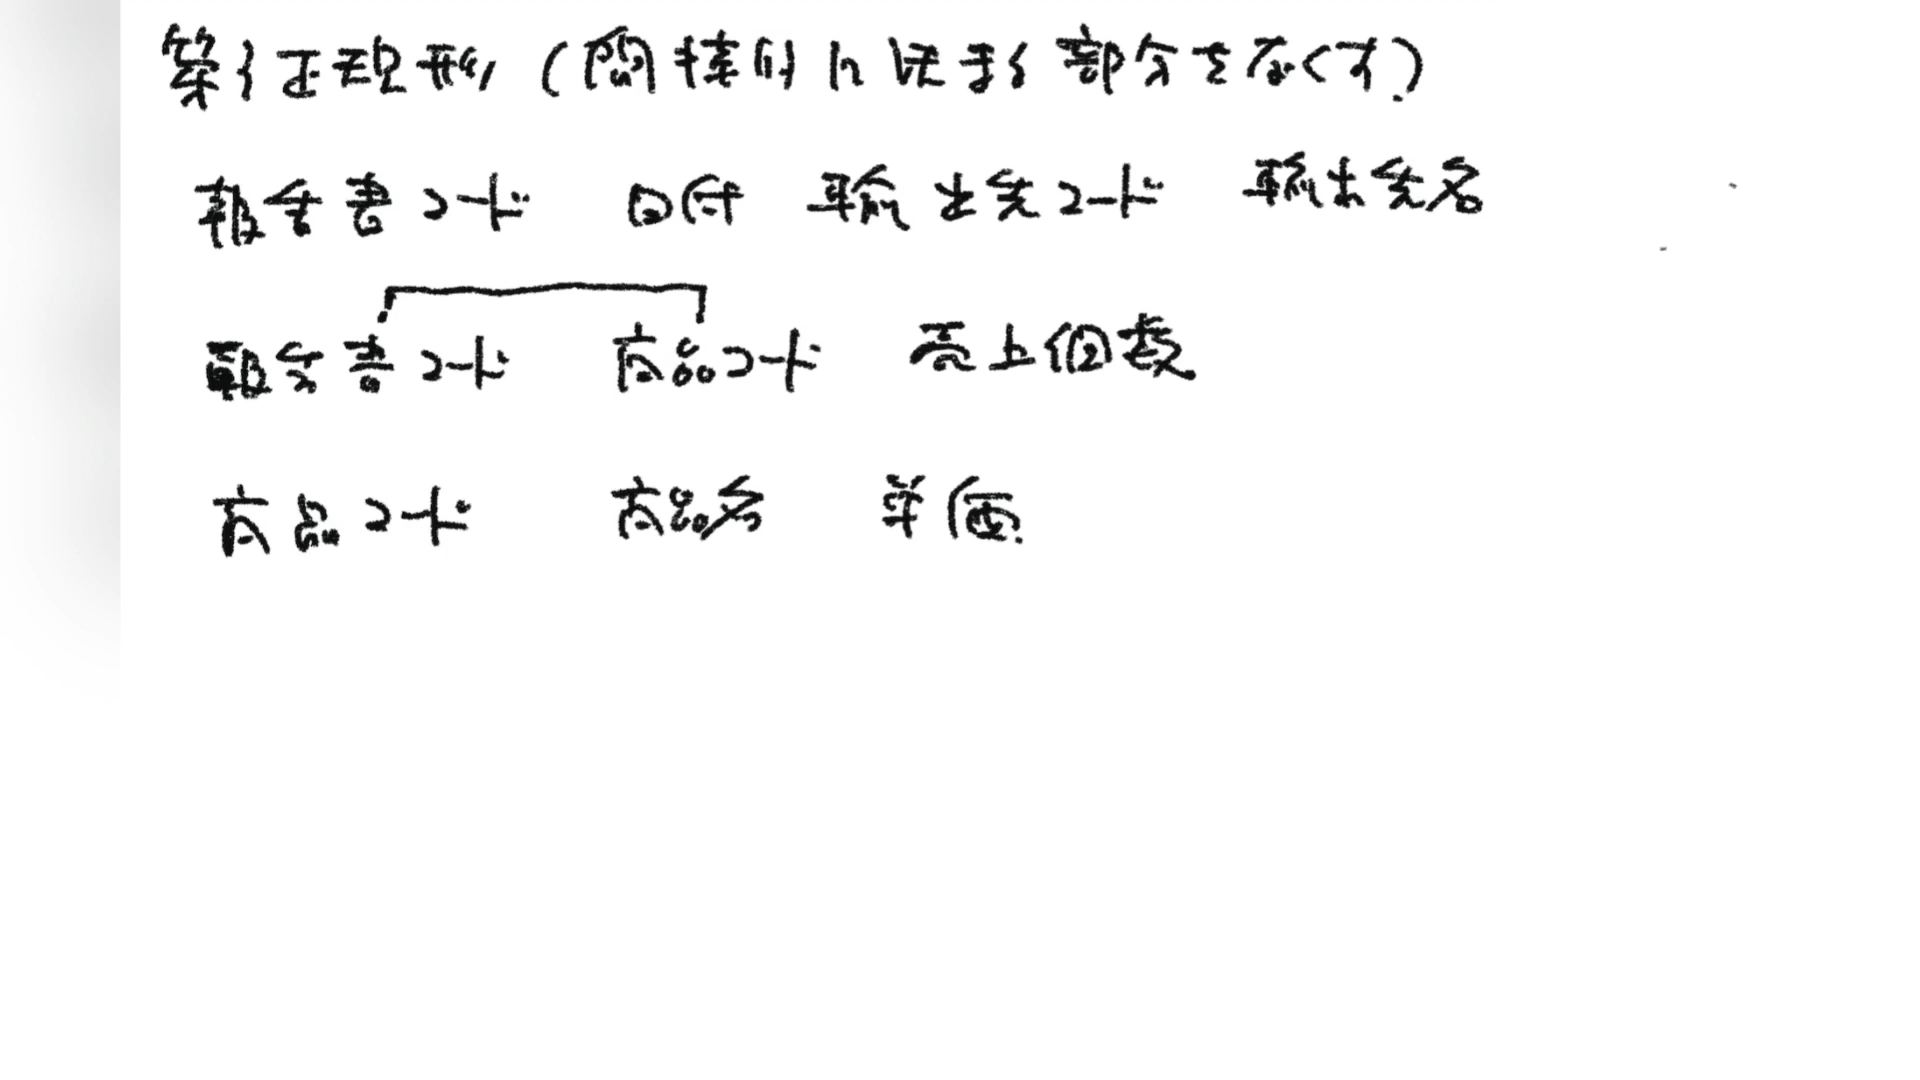 第3正規形(関接的に決まる部分をなくす.)
報告書コード 日付 輸出先コード 輸出先名
報告書コード 商品コード 売上個数
商品コード 商品名 単価.